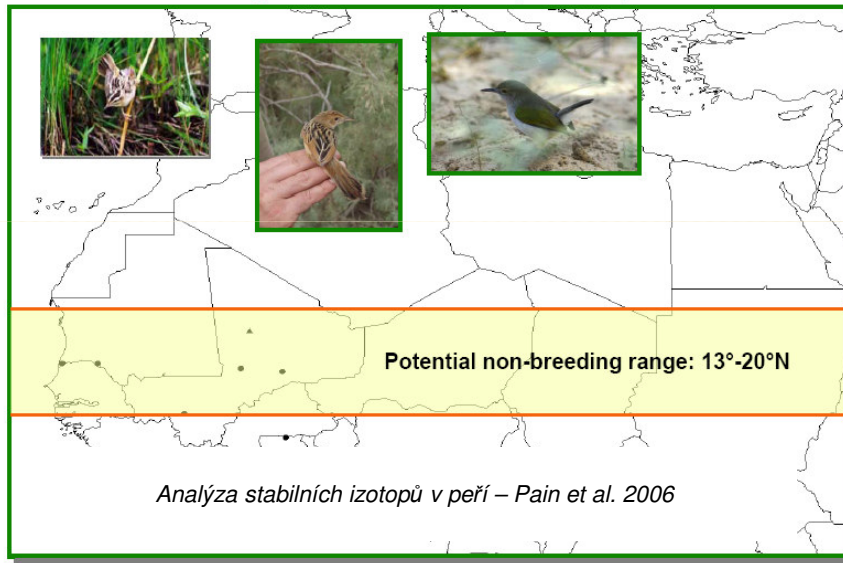 Potential non-breeding range: 13°-20°N
Analýza stabilních izotopů v peří – Pain et al. 2006